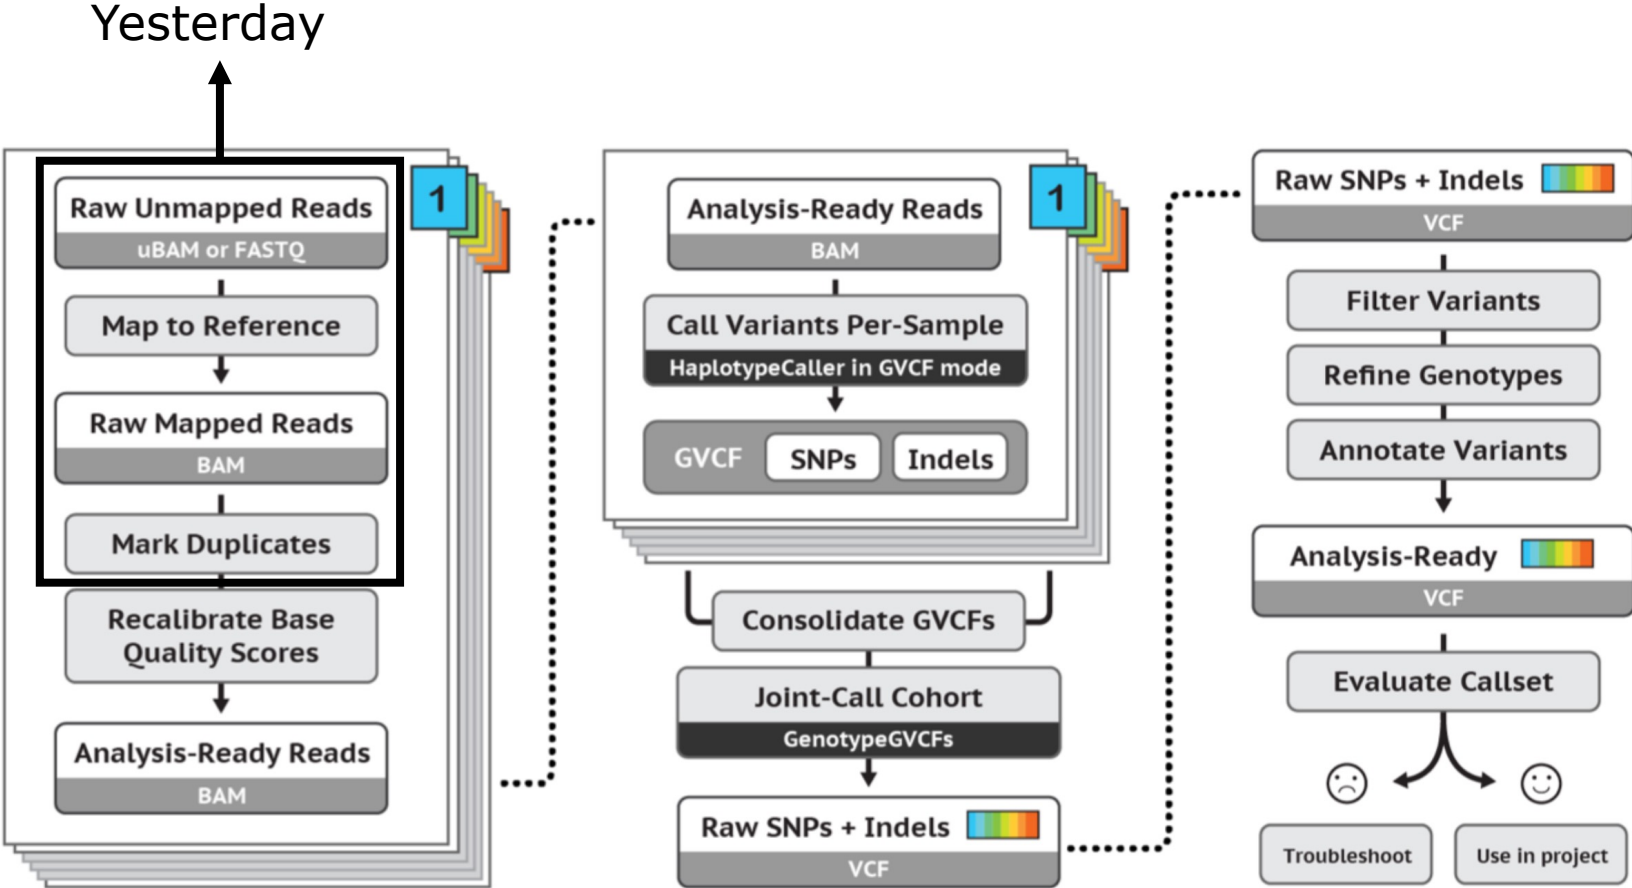 Yesterday
1
Raw Unmapped Reads
uBAM or FASTQ
Map to Reference
Raw Mapped Reads
BAM
Mark Duplicates
Recalibrate Base
Quality Scores
Analysis-Ready Reads
BAM
1
Analysis-Ready Reads
BAM
Call Variants Per-Sample
HaplotypeCaller in GVCF mode
GVCF SNPs Indels
Consolidate GVCFs
Joint-Call Cohort
GenotypeGVCFs
Raw SNPs + Indels
VCF
Raw SNPs + Indels
VCF
Filter Variants
Refine Genotypes
Annotate Variants
Analysis-Ready
VCF
Evaluate Callset
Troubleshoot
Use in project